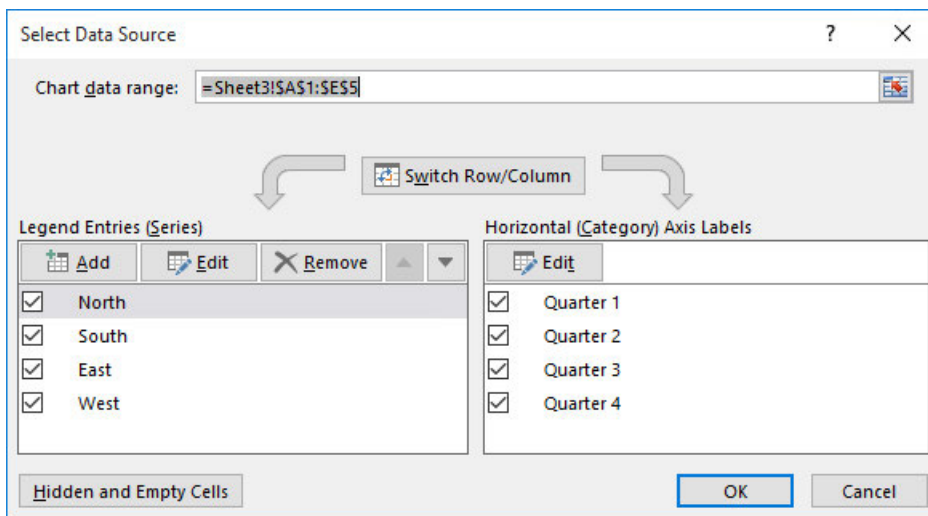 Select Data Source ?
Chart data range: =Sheet3!$A$1:$E$5
Switch Row/Column
Legend Entries (Series)
Add Edit Remove
North
South
East
West
Horizontal (Category) Axis Labels
Edit
Quarter 1
Quarter 2
Quarter 3
Quarter 4
Hidden and Empty Cells OK Cancel